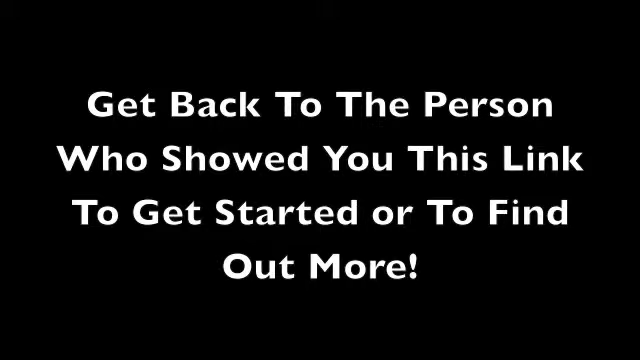 Get Back To The Person
Who Showed You This Link
To Get Started or To Find
Out More!